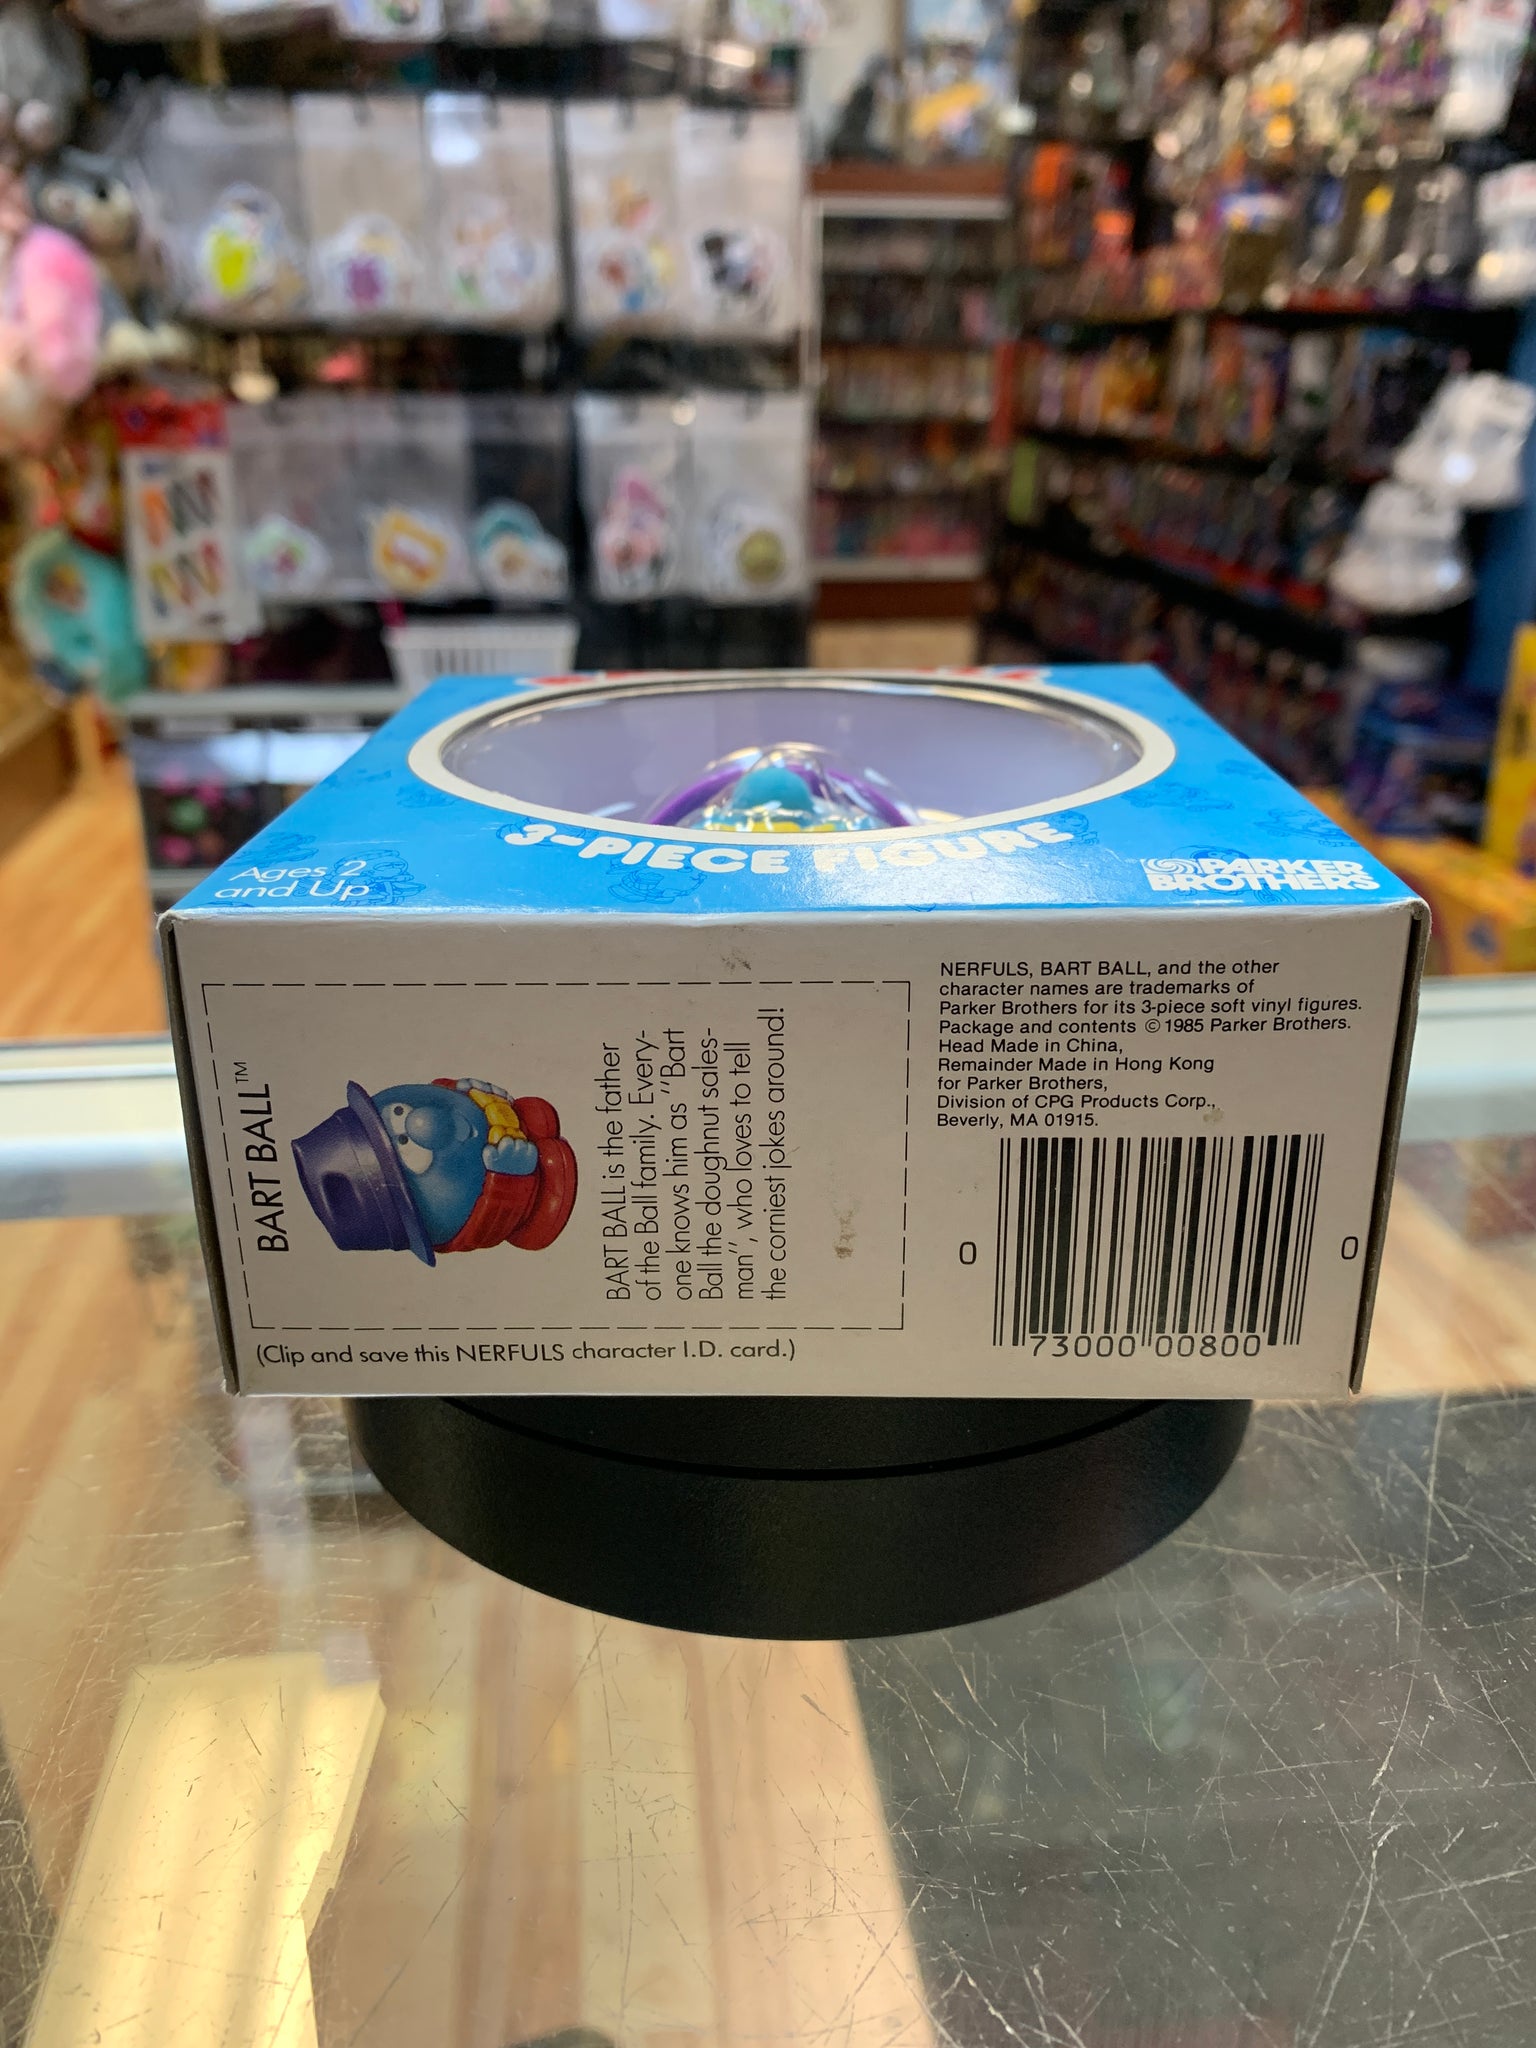 3-PIECE FIGURE
Ages 2
and Up
PARKER
BROTHERS
BART BALL™
BART BALL is the father
of the Ball family. Every-
one knows him as "Bart
Ball the doughnut sales-
man", who loves to tell
the corniest jokes around!
(Clip and save this NERFULS character I.D. card.)
NERFULS, BART BALL, and the other
character names are trademarks of
Parker Brothers for its 3-piece soft vinyl figures.
Package and contents © 1985 Parker Brothers.
Head Made in China,
Remainder Made in Hong Kong
for Parker Brothers,
Division of CPG Products Corp.,
Beverly, MA 01915.
0 73000 00800 0